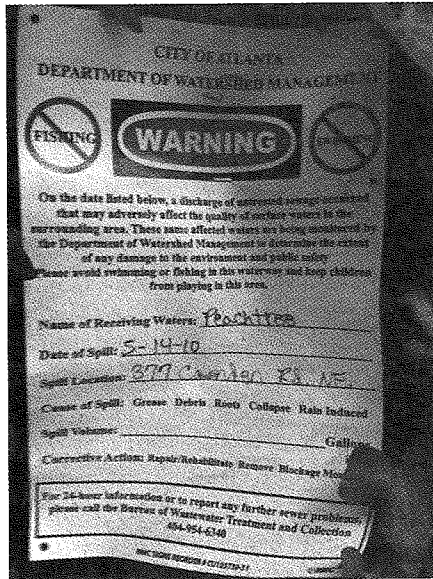 CITY OF ATLANTA
DEPARTMENT OF WATERSHED MANAGEMENT
FISHING
WARNING
On the date listed below, a discharge of untreated sewage occurred
that may adversely affect the quality of surface waters in the
surrounding area. These same affected waters are being monitored by
the Department of Watershed Management to determine the extent
of any damage to the environment and public safety
Please avoid swimming or fishing in this waterway and keep children
from playing in this area.
Name of Receiving Waters: Peachtree
Date of Spill: 5-14-10
Spill Location: 377 Rd NE
Cause of Spill: Grease Debris Roots Collapse Rain Induced
Spill Volume: Gallons
Corrective Action: Repair/Rehabilitate Remove Blockage
For 24-hour information or to report any further sewer problems,
please call the Bureau of Wastewater Treatment and Collection
404-954-6340